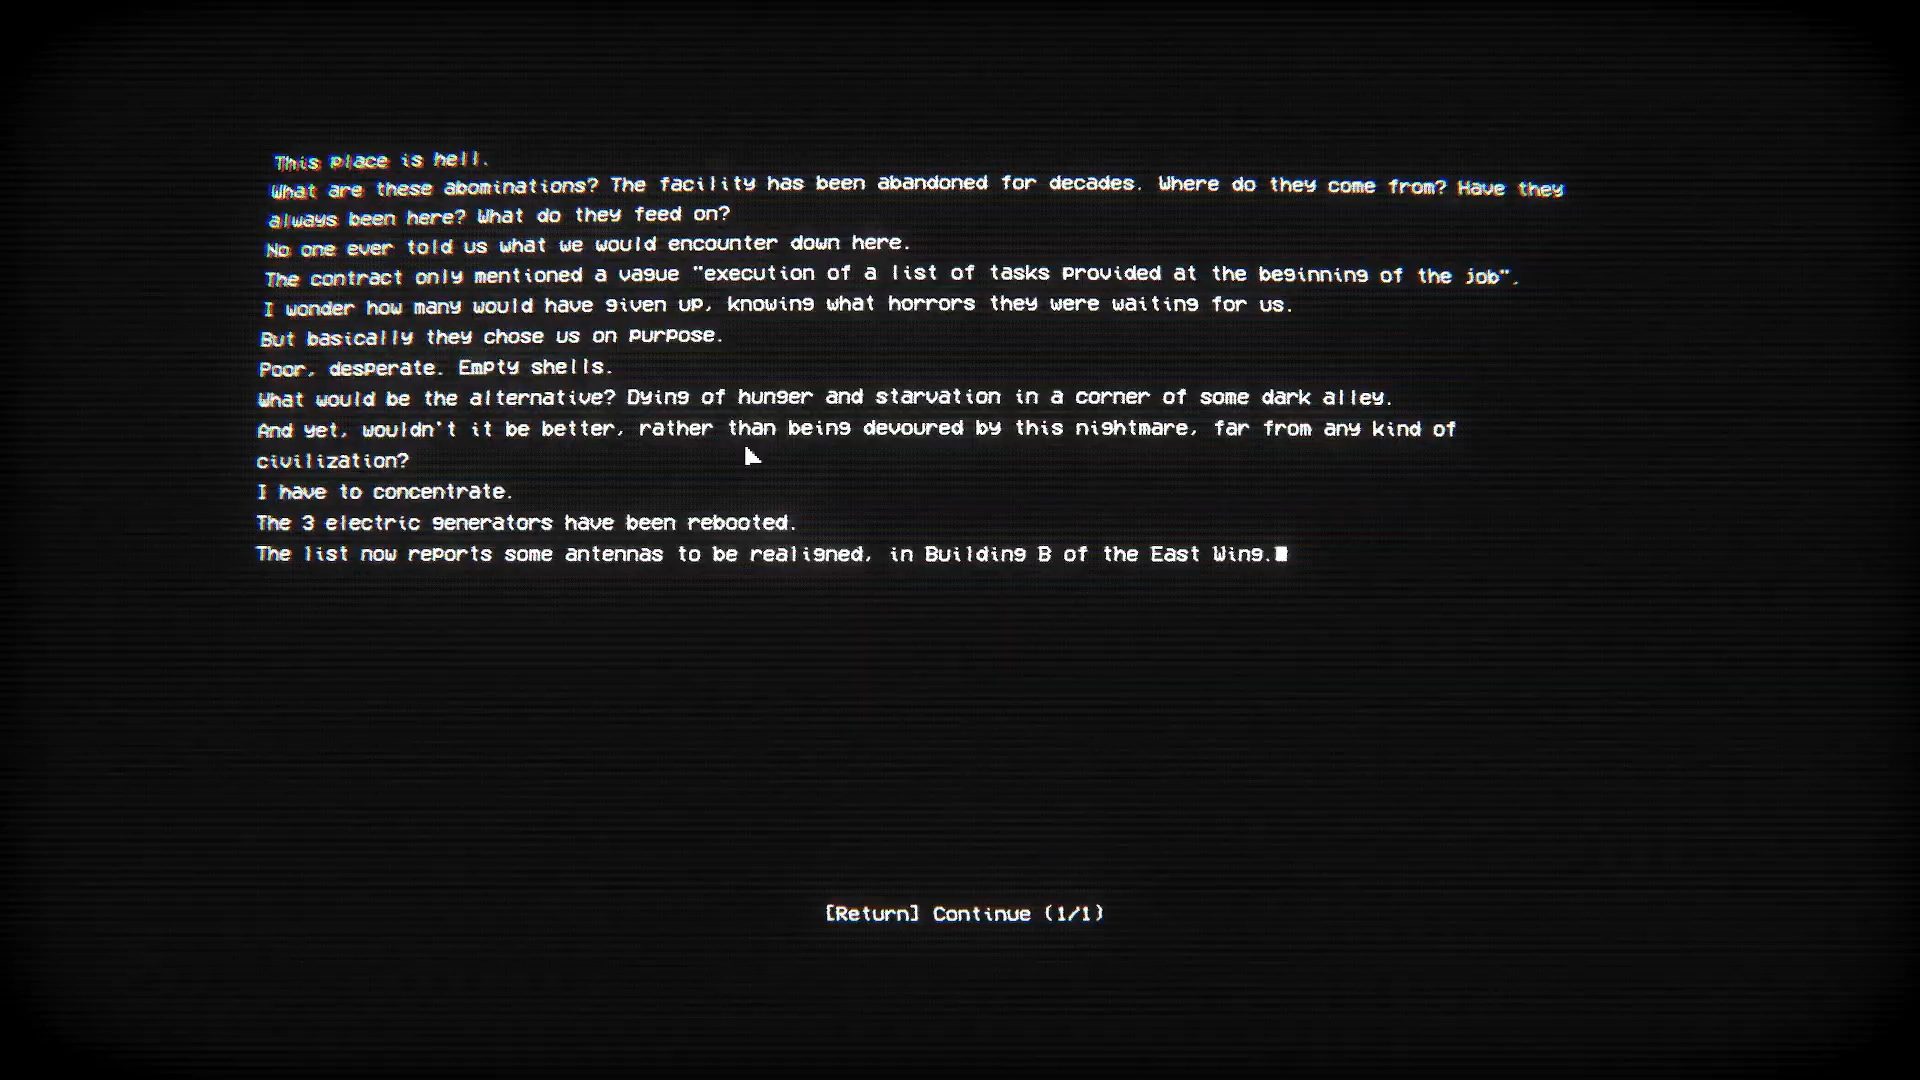 This place is hell.
What are these abominations? The facility has been abandoned for decades. Where do they come from? Have they
always been here? What do they feed on?
No one ever told us what we would encounter down here.
The contract only mentioned a vague "execution of a list of tasks provided at the beginning of the job".
I wonder how many would have given up, knowing what horrors they were waiting for us.
But basically they chose us on purpose.
Poor, desperate. Empty shells.
What would be the alternative? Dying of hunger and starvation in a corner of some dark alley.
And yet, wouldn't it be better, rather than being devoured by this nightmare, far from any kind of
civilization?
I have to concentrate.
The 3 electric generators have been rebooted.
The list now reports some antennas to be realigned, in Building B of the East Wing.
[Return] Continue (1/1)